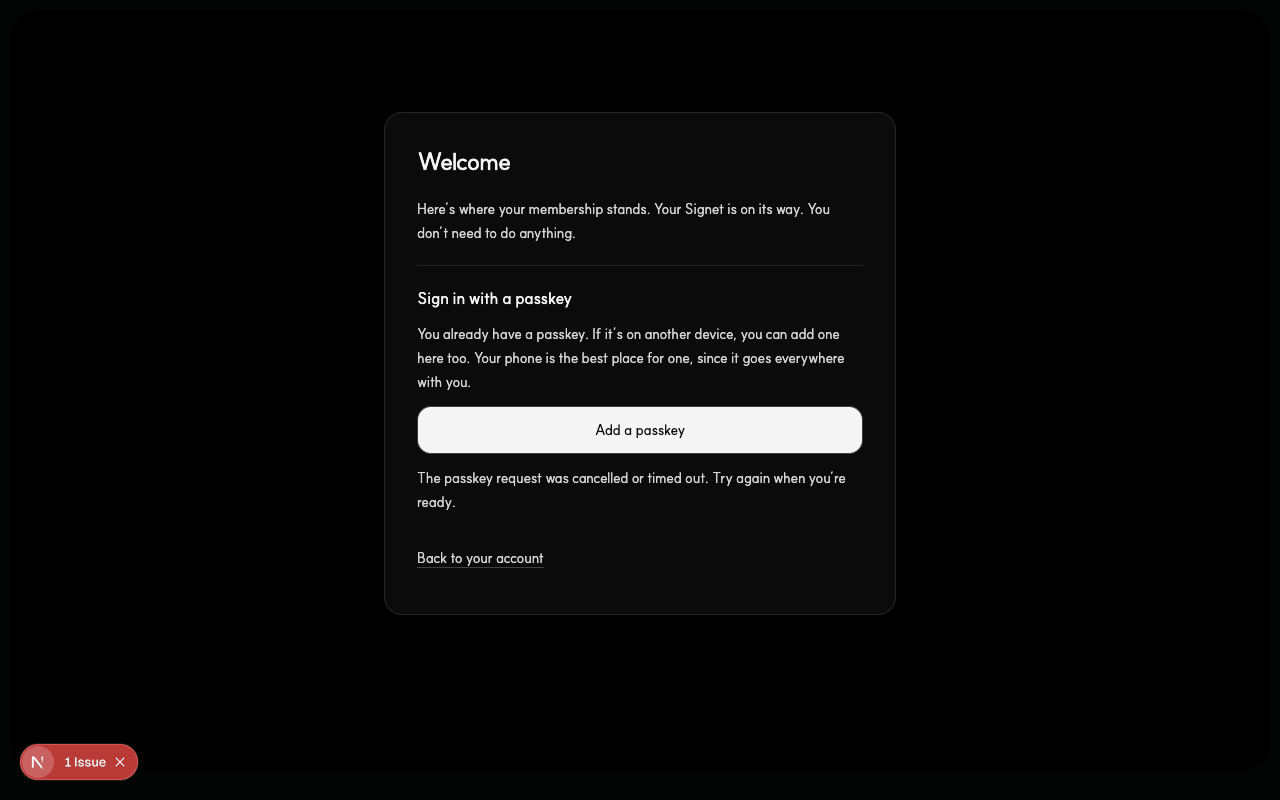 Welcome
Here's where your membership stands. Your Signet is on its way. You
don't need to do anything.
Sign in with a passkey
You already have a passkey. If it's on another device, you can add one
here too. Your phone is the best place for one, since it goes everywhere
with you.
Add a passkey
The passkey request was cancelled or timed out. Try again when you're
ready.
Back to your account
N 1 Issue